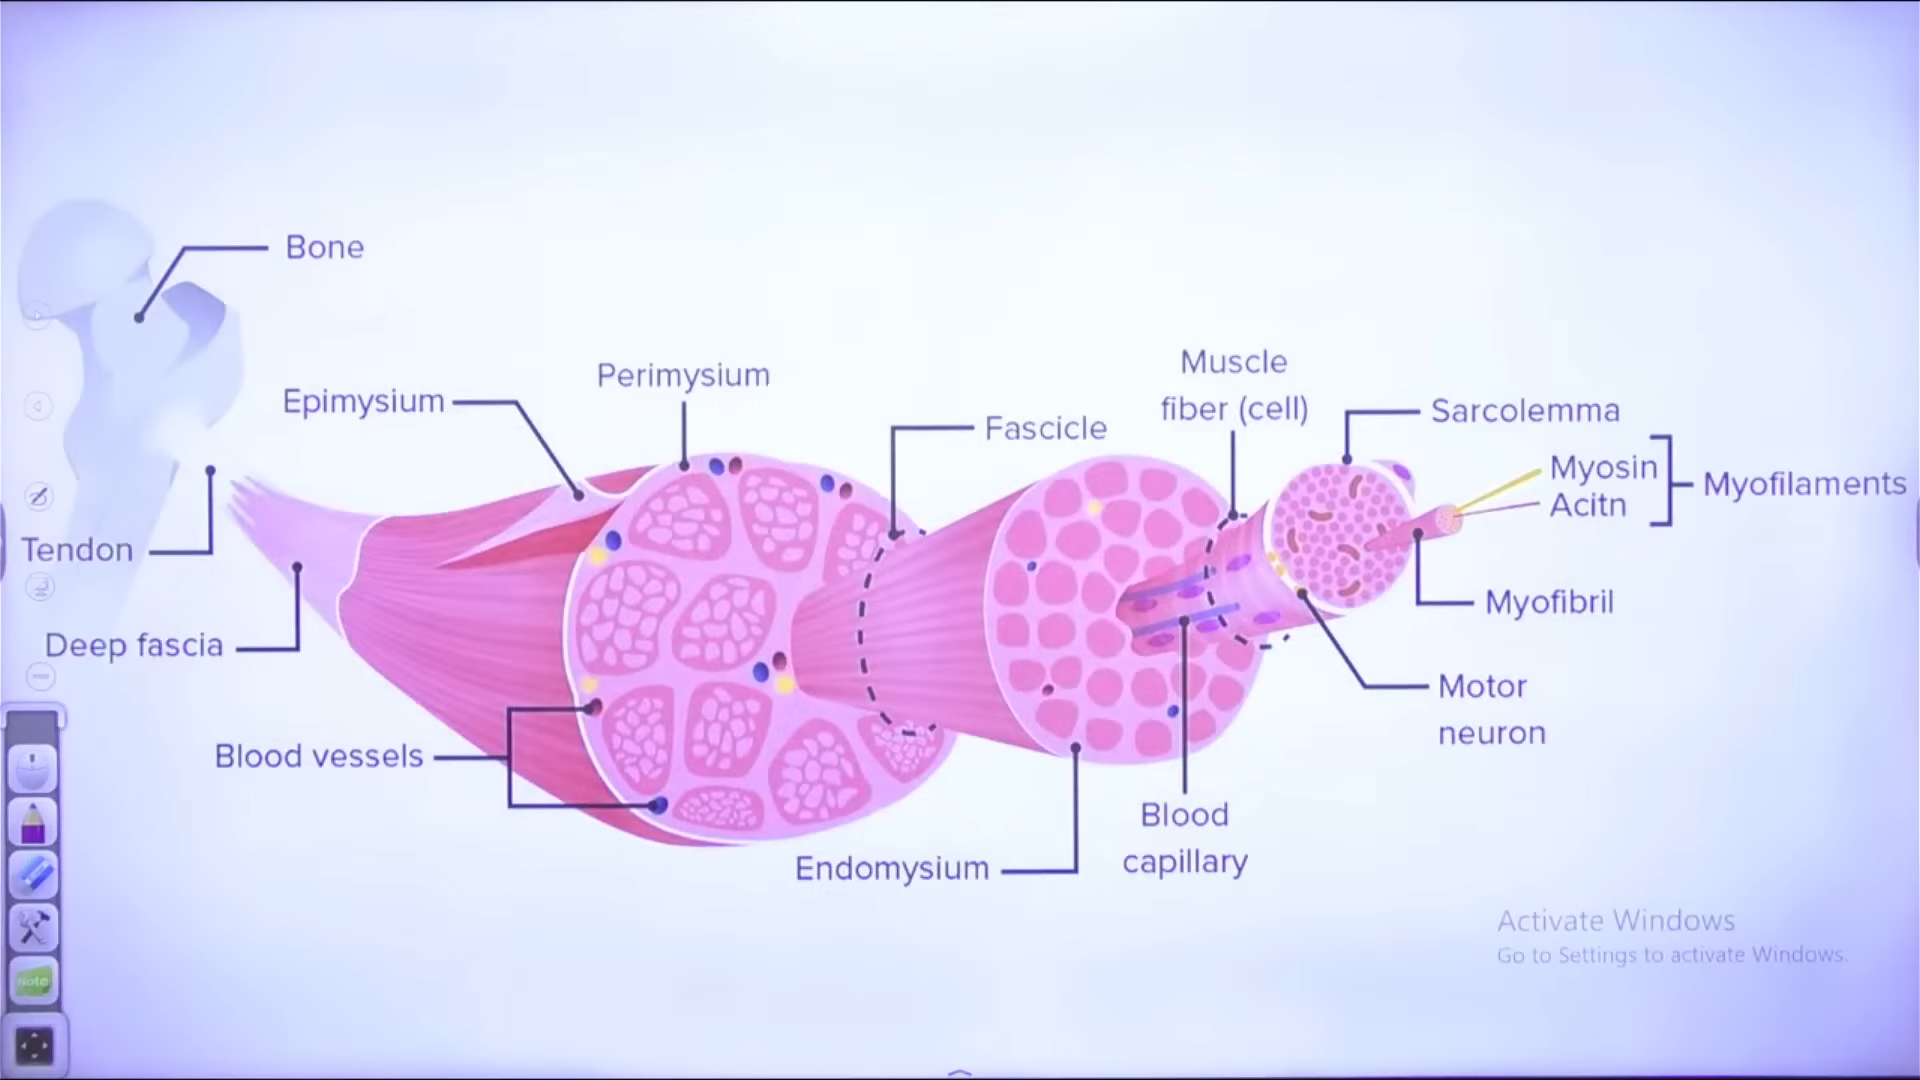 Bone
Perimysium
Epimysium
Muscle
fiber (cell)
Fascicle
Sarcolemma
Myosin
Acitn
Myofilaments
Tendon
Myofibril
Deep fascia
Motor
neuron
Blood vessels
Blood
capillary
Endomysium
Activate Windows
Go to Settings to activate Windows.
Note